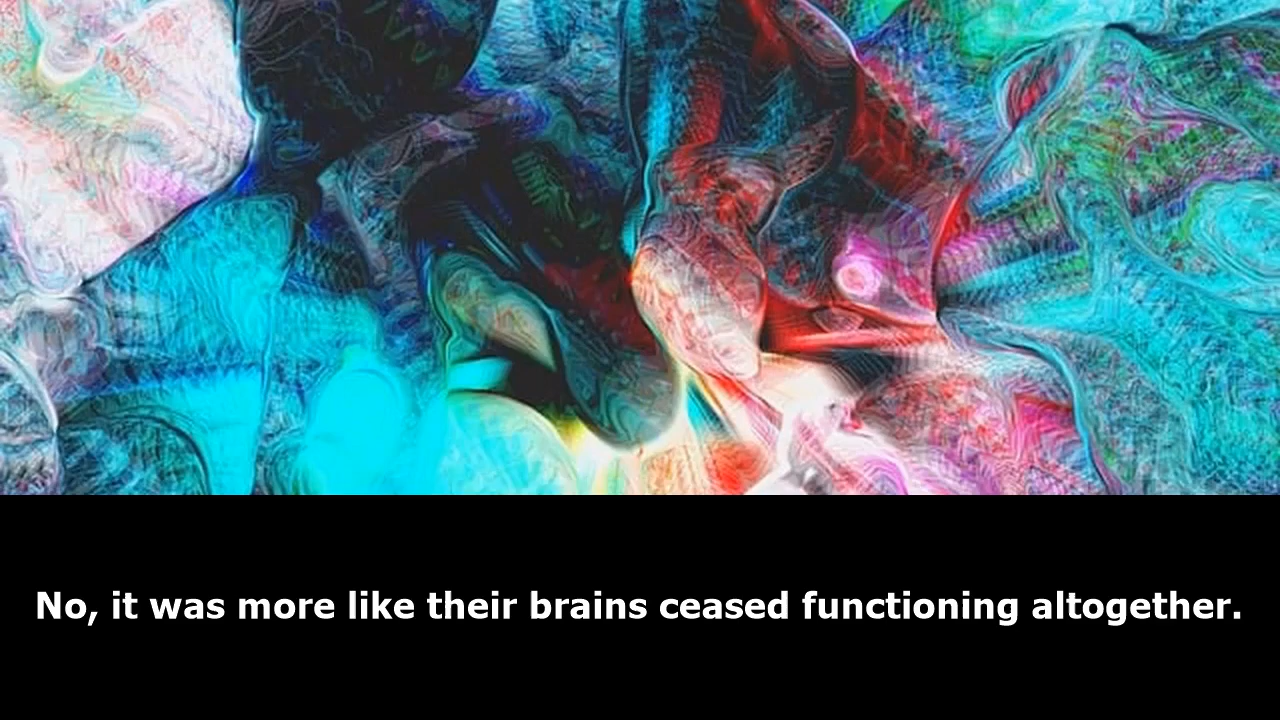 No, it was more like their brains ceased functioning altogether.